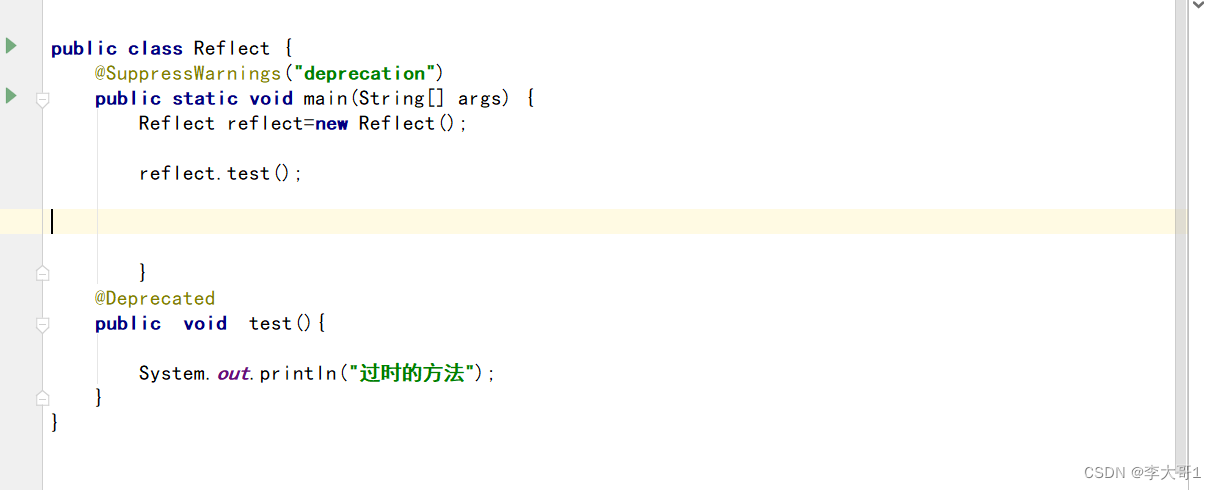 public class Reflect {
@SuppressWarnings("deprecation")
public static void main(String[] args) {
Reflect reflect=new Reflect();
reflect.test();
}
@Deprecated
public  void  test(){
System.out.println("过时的方法");
}
}
CSDN @李大哥1